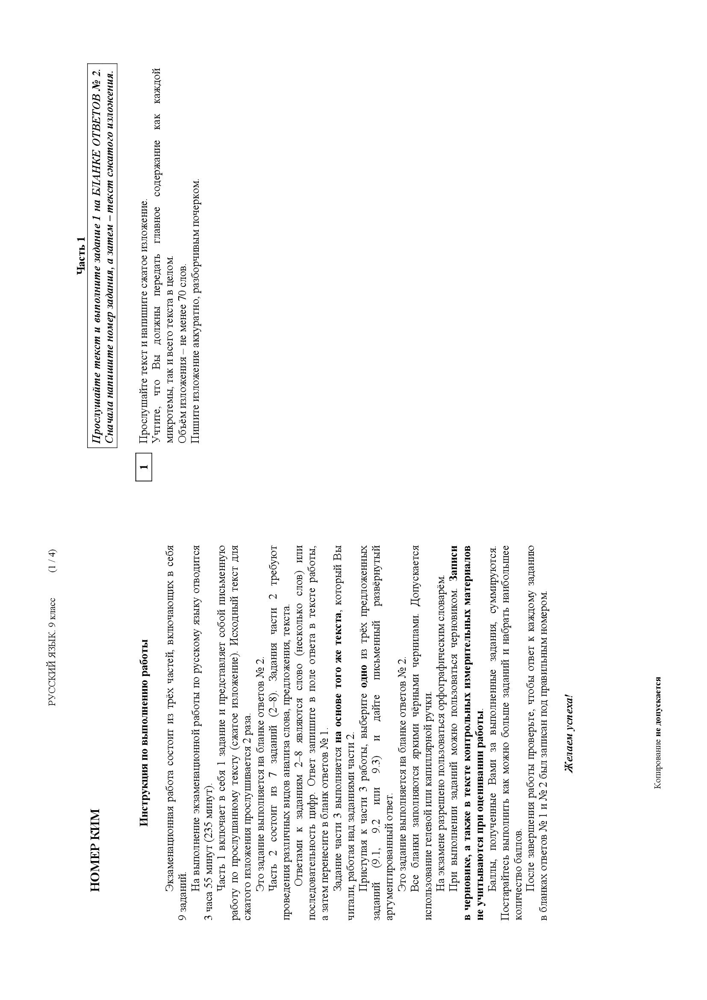 РУССКИЙ ЯЗЫК. 9 класс (1 / 4)
НОМЕР КИМ
Инструкция по выполнению работы
Экзаменационная работа состоит из трёх частей, включающих в себя
9 заданий.
На выполнение экзаменационной работы по русскому языку отводится
3 часа 55 минут (235 минут).
Часть 1 включает в себя 1 задание и представляет собой письменную
работу по прослушанному тексту (сжатое изложение). Исходный текст для
сжатого изложения прослушивается 2 раза.
Это задание выполняется на бланке ответов № 2.
Часть 2 состоит из 7 заданий (2–8). Задания части 2 требуют
проведения различных видов анализа слова, предложения, текста.
Ответами к заданиям 2–8 являются слово (несколько слов) или
последовательность цифр. Ответ запишите в поле ответа в тексте работы,
а затем перенесите в бланк ответов № 1.
Задание части 3 выполняется на основе того же текста, который Вы
читали, работая над заданиями части 2.
Приступая к части 3 работы, выберите одно из трёх предложенных
заданий (9.1, 9.2 или 9.3) и дайте письменный развёрнутый
аргументированный ответ.
Это задание выполняется на бланке ответов № 2.
Все бланки заполняются яркими чёрными чернилами. Допускается
использование гелевой или капиллярной ручки.
На экзамене разрешено пользоваться орфографическим словарём.
При выполнении заданий можно пользоваться черновиком. Записи
в черновике, а также в тексте контрольных измерительных материалов
не учитываются при оценивании работы.
Баллы, полученные Вами за выполненные задания, суммируются.
Постарайтесь выполнить как можно больше заданий и набрать наибольшее
количество баллов.
После завершения работы проверьте, чтобы ответ к каждому заданию
в бланках ответов № 1 и № 2 был записан под правильным номером.
Желаем успеха!
Часть 1
Прослушайте текст и выполните задание 1 на БЛАНКЕ ОТВЕТОВ № 2.
Сначала напишите номер задания, а затем – текст сжатого изложения.
1
Прослушайте текст и напишите сжатое изложение.
Учтите, что Вы должны передать главное содержание как каждой
микротемы, так и всего текста в целом.
Объём изложения – не менее 70 слов.
Пишите изложение аккуратно, разборчивым почерком.
Копирование не допускается